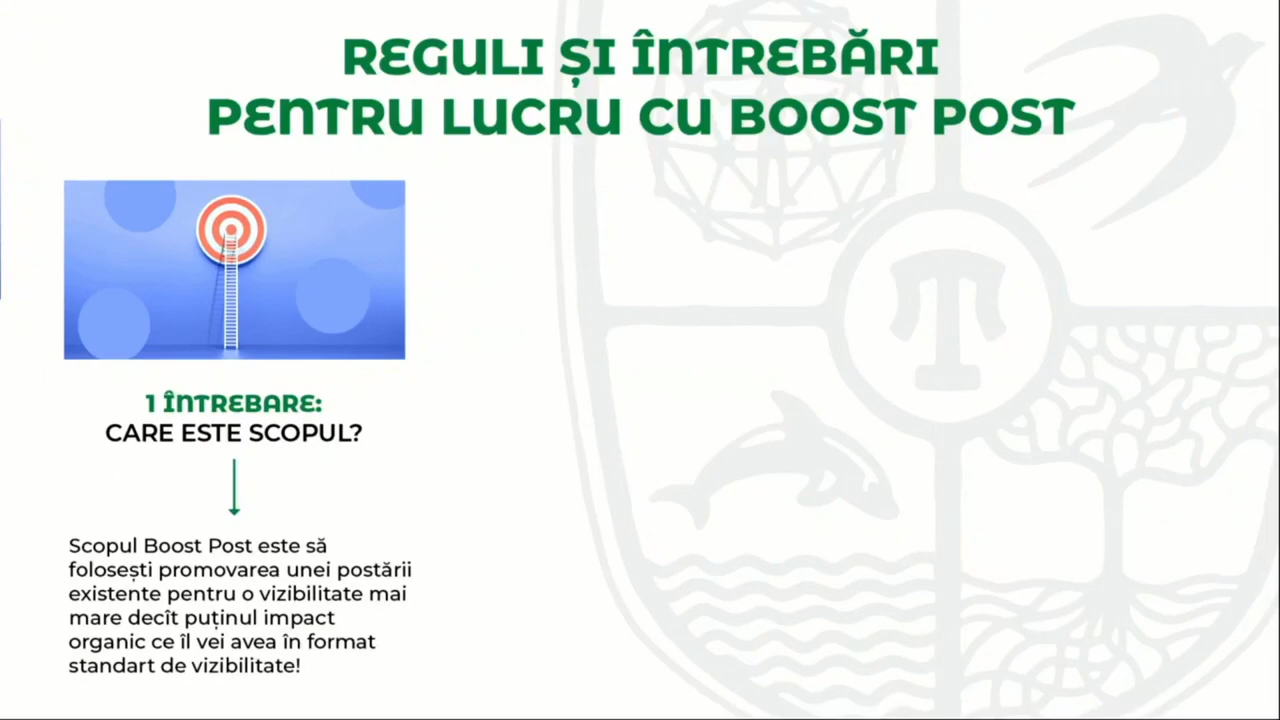 REGULI ȘI ÎNTREBĂRI
PENTRU LUCRU CU BOOST POST
1 ÎNTREBARE:
CARE ESTE SCOPUL?
Scopul Boost Post este să
folosești promovarea unei postării
existente pentru o vizibilitate mai
mare decît puținul impact
organic ce îl vei avea în format
standart de vizibilitate!